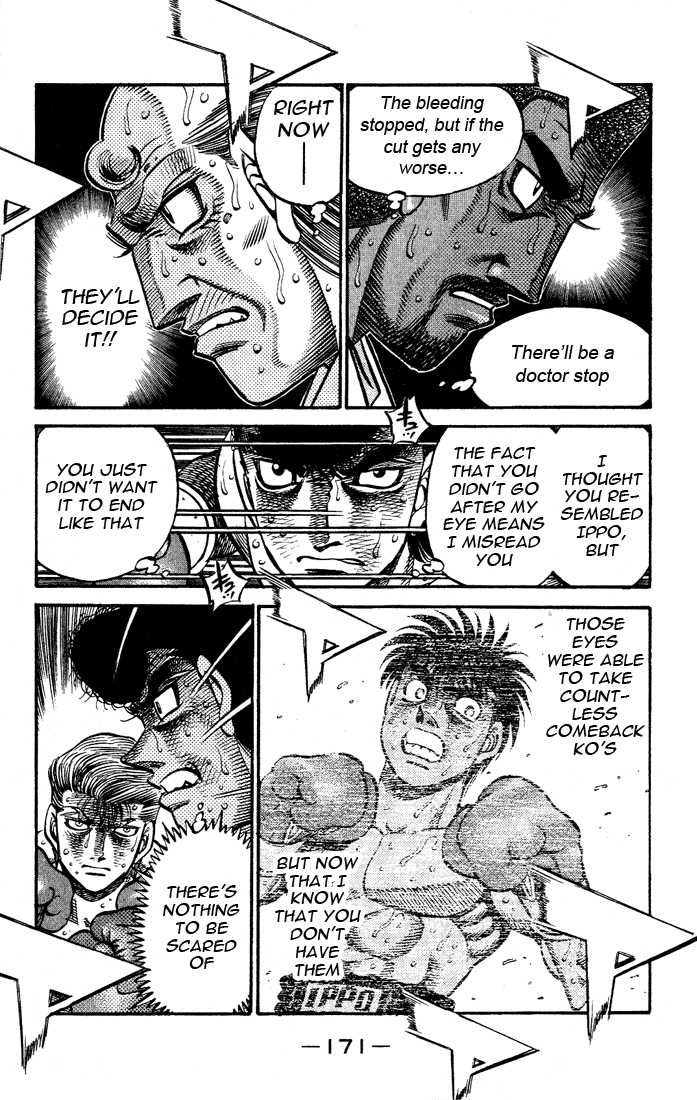 The bleeding
stopped, but if the
cut gets any
worse...
There'll be a
doctor stop
RIGHT
NOW
—
THEY'LL
DECIDE
IT!!
I
THOUGHT
YOU RE-
SEMBLED
IPPO,
BUT
THE FACT
THAT YOU
DIDN'T GO
AFTER MY
EYE MEANS
I MISREAD
YOU
YOU JUST
DIDN'T WANT
IT TO END
LIKE THAT
THOSE
EYES
WERE ABLE
TO TAKE
COUNT-
LESS
COMEBACK
KO'S
BUT NOW
THAT I
KNOW
THAT YOU
DON'T
HAVE
THEM
IPPO
THERE'S
NOTHING
TO BE
SCARED
OF
—171—